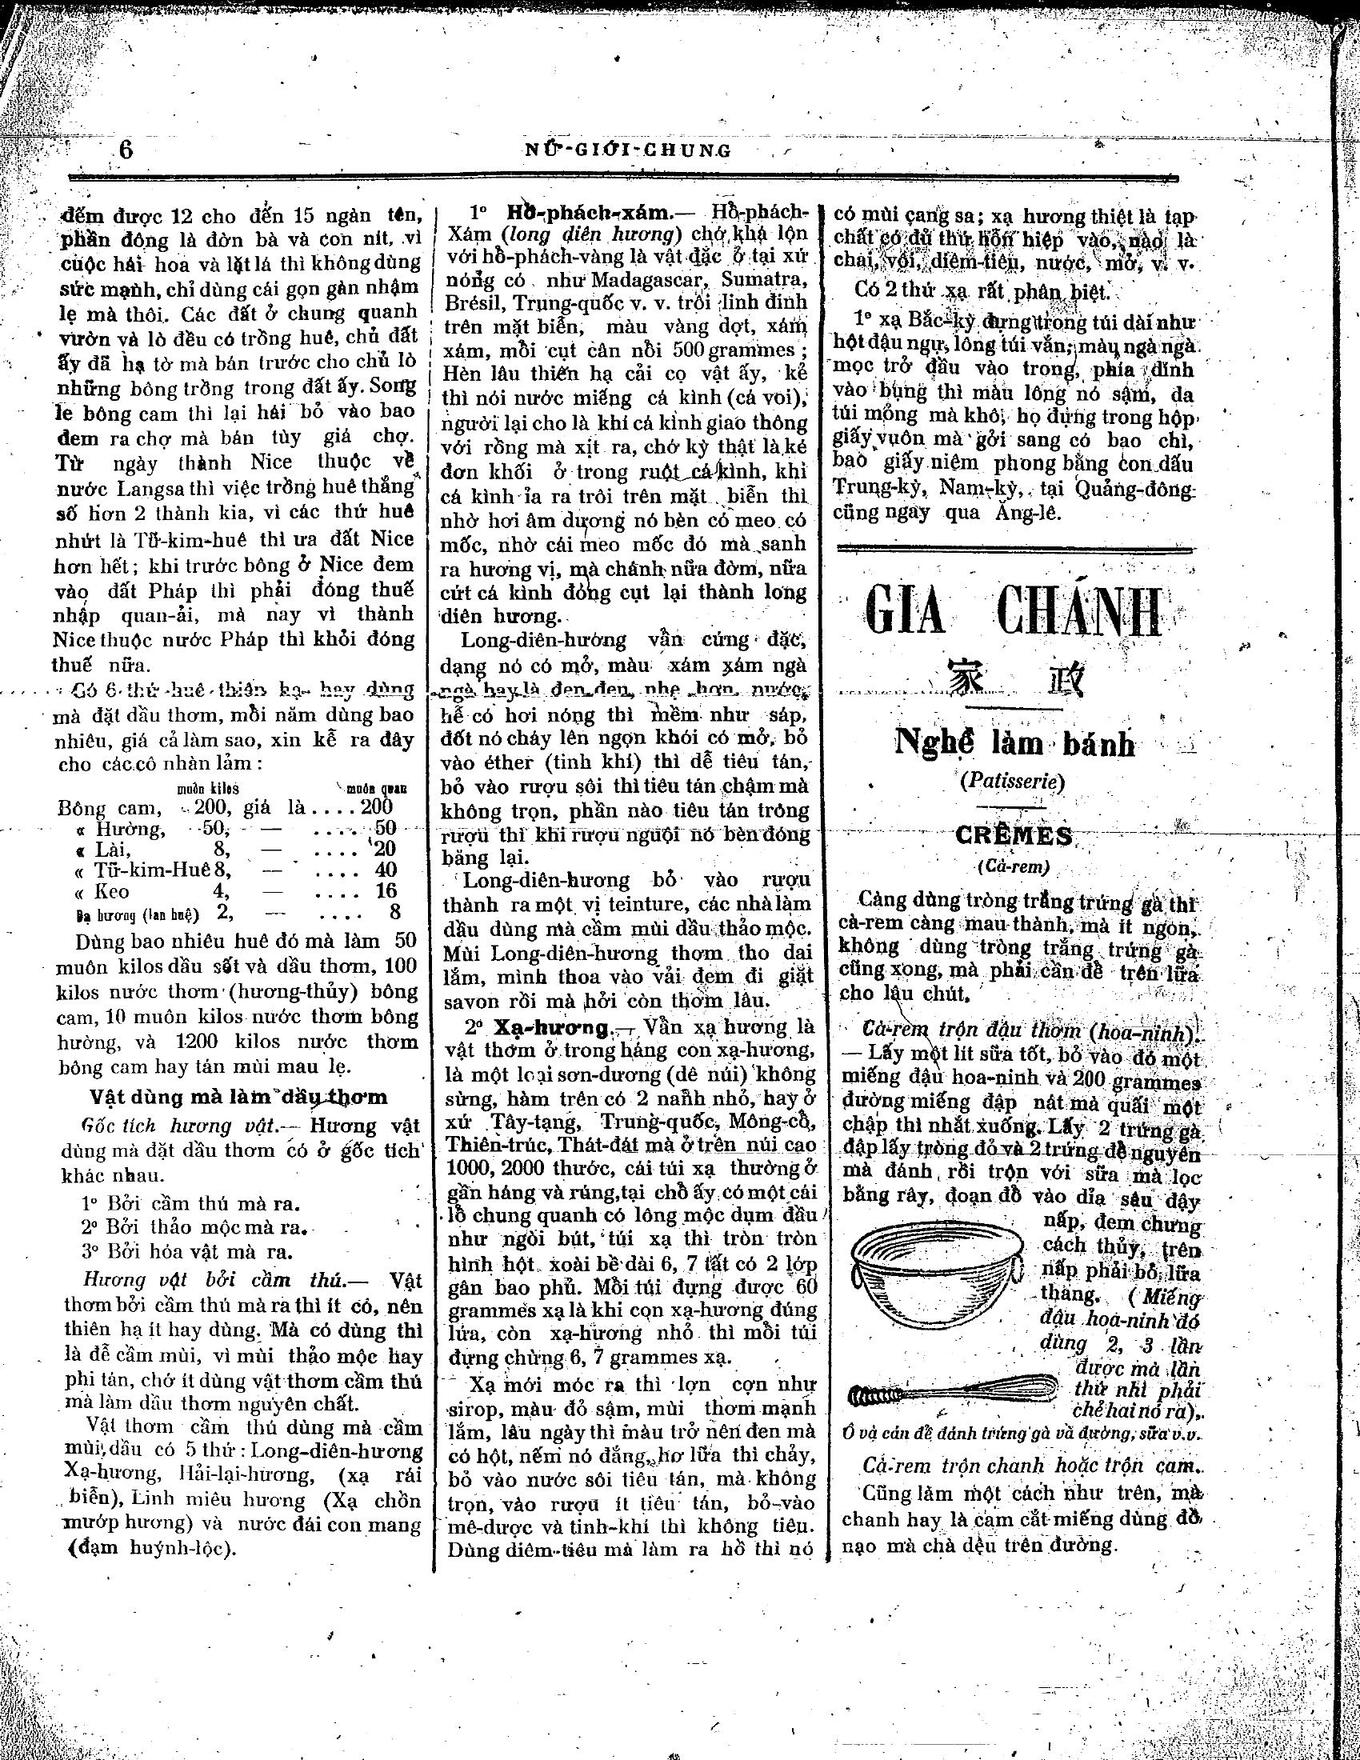 6
NỮ-GIỚI-CHUNG
đếm được 12 cho đến 15 ngàn tên,
phần đông là đờn bà và con nít, vì
cuộc hái hoa và lặt lá thì không dùng
sức mạnh, chỉ dùng cái gọn gàn nhậm
lẹ mà thôi. Các đất ở chung quanh
vườn và lò đều có trồng huê, chủ đất
ấy đã hạ tờ mà bán trước cho chủ lò
những bông trồng trong đất ấy. Song
le bông cam thì lại hái bỏ vào bao
đem ra chợ mà bán tùy giá chợ.
Từ ngày thành Nice thuộc về
nước Langsa thì việc trồng huê thắng
số hơn 2 thành kia, vì các thứ huê
nhứt là Tữ-kim-huê thì ưa đất Nice
hơn hết; khi trước bông ở Nice đem
vào đất Pháp thì phải đóng thuế
nhập quan-ải, mà nay vì thành
Nice thuộc nước Pháp thì khỏi đóng
thuế nữa.
Có 6 thứ huê thiên hạ hay dùng
mà đặt dầu thơm, mỗi năm dùng bao
nhiêu, giá cả làm sao, xin kể ra đây
cho các cô nhàn lảm :
muôn kilos muôn quan
Bông cam, 200, giá là .... 200
« Hường, 50, — .... 50
« Lài, 8, — .... 20
« Tữ-kim-Huê 8, — .... 40
« Keo 4, — .... 16
Dạ hương (lan huệ) 2, — .... 8
Dùng bao nhiêu huê đó mà làm 50
muôn kilos dầu sốt và dầu thơm, 100
kilos nước thơm (hương-thủy) bông
cam, 10 muôn kilos nước thơm bông
hường, và 1200 kilos nước thơm
bông cam hay tán mùi mau lẹ.
Vật dùng mà làm dầu thơm
Gốc tích hương vật.— Hương vật
dùng mà đặt dầu thơm có ở gốc tích
khác nhau.
1º Bởi cầm thú mà ra.
2º Bởi thảo mộc mà ra.
3º Bởi hóa vật mà ra.
Hương vật bởi cầm thú.— Vật
thơm bởi cầm thú mà ra thì ít có, nên
thiên hạ ít hay dùng. Mà có dùng thì
là để cầm mùi, vì mùi thảo mộc hay
phi tán, chớ ít dùng vật thơm cầm thú
mà làm dầu thơm nguyên chất.
Vật thơm cầm thú dùng mà cầm
mùi dầu có 5 thứ : Long-diên-hương
Xạ-hương, Hải-lại-hương, (xạ rái
biển), Linh miêu hương (Xạ chồn
mướp hương) và nước đái con mang
(đạm huỳnh-lộc).
1º Hồ-phách-xám.— Hồ-phách-
Xám (long diên hương) chớ khá lộn
với hồ-phách-vàng là vật đặc ở tại xứ
nóng có như Madagascar, Sumatra,
Brésil, Trung-quốc v. v. trôi linh đinh
trên mặt biển, màu vàng dợt, xám
xám, mỗi cụt cân nồi 500 grammes ;
Hèn lâu thiên hạ cải cọ vật ấy, kẻ
thì nói nước miếng cá kình (cá voi),
người lại cho là khí cá kình giao thông
với rồng mà xịt ra, chớ kỳ thật là ké
đơn khối ở trong ruột cá kình, khi
cá kình ỉa ra trôi trên mặt biển thì
nhờ hơi âm dương nó bèn có meo có
mốc, nhờ cái meo mốc đó mà sanh
ra hương vị, mà chánh nữa đờm, nữa
cứt cá kình đóng cụt lại thành long
diên hương.
Long-diên-hương vẫn cứng đặc,
dạng nó có mở, màu xám xám ngà
ngà hay là đen đen, nhẹ hơn nước,
hễ có hơi nóng thì mềm như sáp,
đốt nó cháy lên ngọn khói có mở, bỏ
vào éther (tinh khí) thì dễ tiêu tán,
bỏ vào rượu sôi thì tiêu tán chậm mà
không trọn, phần nào tiêu tán trong
rượu thì khi rượu nguội nó bèn đóng
băng lại.
Long-diên-hương bỏ vào rượu
thành ra một vị teinture, các nhà làm
dầu dùng mà cầm mùi dầu thảo mộc.
Mùi Long-diên-hương thơm tho dai
lắm, mình thoa vào vải đem đi giặt
savon rồi mà hởi còn thơm lâu.
2º Xạ-hương.— Vần xạ hương là
vật thơm ở trong háng con xạ-hương,
là một loại sơn-dương (dê núi) không
sừng, hàm trên có 2 nanh nhỏ, hay ở
xứ Tây-tạng, Trung-quốc, Mông-cổ,
Thiên-trúc, Thát-đát mà ở trên núi cao
1000, 2000 thước, cái túi xạ thường ở
gần háng và rún, tại chỗ ấy có một cái
lỗ chung quanh có lông mộc dụm đầu
như ngòi bút, túi xạ thì tròn tròn
hình hột xoài bề dài 6, 7 tất có 2 lớp
gân bao phủ. Mỗi túi đựng được 60
grammes xạ là khi con xạ-hương đúng
lứa, còn xạ-hương nhỏ thì mỗi túi
đựng chừng 6, 7 grammes xạ.
Xạ mới móc ra thì lợn cợn như
sirop, màu đỏ sậm, mùi thơm mạnh
lắm, lâu ngày thì màu trở nên đen mà
có hột, nếm nó đắng, hơ lữa thì chảy,
bỏ vào nước sôi tiêu tán, mà không
trọn, vào rượu ít tiêu tán, bỏ vào
mê-dược và tinh-khí thì không tiêu.
Dùng diêm-tiêu mà làm ra hồ thì nó
có mùi cang sa; xạ hương thiệt là tạp
chất có đủ thứ hỗn hiệp vào, nào là
chai, vôi, diêm-tiêu, nước, mở, v. v.
Có 2 thứ xạ rất phân biệt.
1º xạ Bắc-kỳ đựng trong túi dài như
hột đậu ngự, lông túi vắn, màu ngà ngà
mọc trở đầu vào trong, phía dính
vào bụng thì màu lông nó sậm, da
túi mỏng mà khô, họ đựng trong hộp
giấy vuôn mà gởi sang có bao chì,
bao giấy niệm phong bằng con dấu
Trung-kỳ, Nam-kỳ, tại Quảng-đông
cũng ngay qua Ăng-lê.
GIA CHÁNH
家 政
Nghề làm bánh
(Patisserie)
CRÊMES
(Cà-rem)
Càng dùng tròng trắng trứng gà thì
cà-rem càng mau thành, mà ít ngon,
không dùng tròng trắng trứng gà
cũng xong, mà phải cần để trên lữa
cho lâu chút.
Cà-rem trộn đậu thơm (hoa-ninh).
— Lấy một lít sữa tốt, bỏ vào đó một
miếng đậu hoa-ninh và 200 grammes
đường miếng đập nát mà quấi một
chập thì nhắt xuống. Lấy 2 trứng gà
đập lấy tròng đỏ và 2 trứng để nguyên
mà đánh, rồi trộn với sữa mà lọc
bằng rây, đoạn đổ vào dĩa sâu đậy
nấp, đem chưng
cách thủy, trên
nấp phải bỏ lữa
thang. (Miếng
đậu hoa-ninh đó
dùng 2, 3 lần
được mà lần
thứ nhì phải
chẻ hai nó ra).
Ô và cán để đánh trứng gà và đường, sữa v.v.
Cà-rem trộn chanh hoặc trộn cam.
Cũng làm một cách như trên, mà
chanh hay là cam cắt miếng dùng đồ
nạo mà chà đều trên đường.